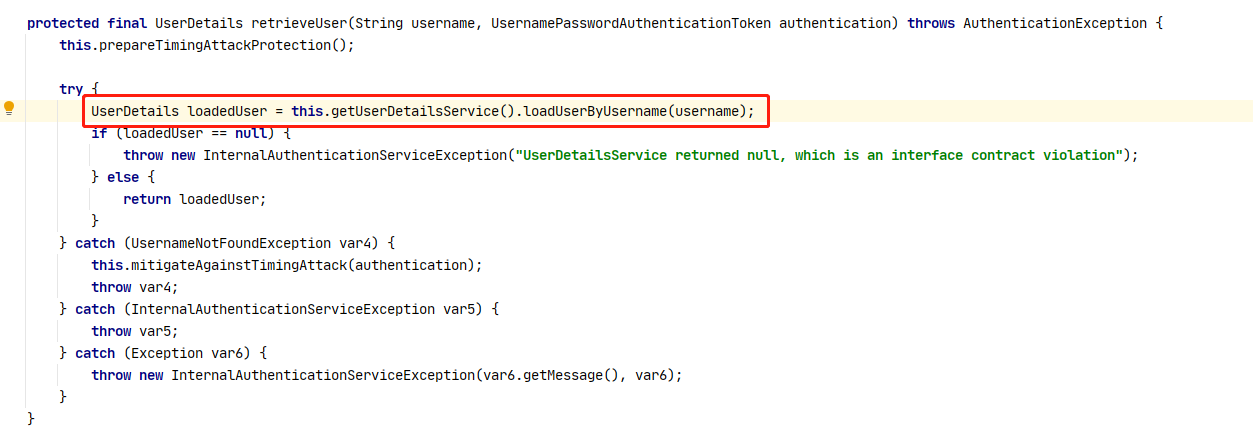 protected final UserDetails retrieveUser(String username, UsernamePasswordAuthenticationToken authentication) throws AuthenticationException {
    this.prepareTimingAttackProtection();

    try {
        UserDetails loadedUser = this.getUserDetailsService().loadUserByUsername(username);
        if (loadedUser == null) {
            throw new InternalAuthenticationServiceException("UserDetailsService returned null, which is an interface contract violation");
        } else {
            return loadedUser;
        }
    } catch (UsernameNotFoundException var4) {
        this.mitigateAgainstTimingAttack(authentication);
        throw var4;
    } catch (InternalAuthenticationServiceException var5) {
        throw var5;
    } catch (Exception var6) {
        throw new InternalAuthenticationServiceException(var6.getMessage(), var6);
    }
}